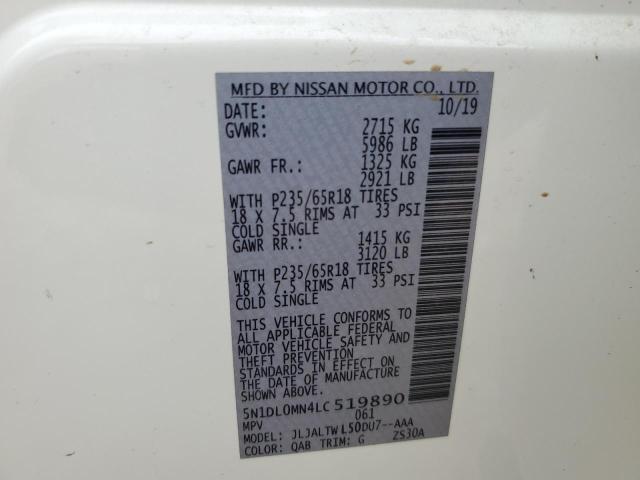 MFD BY NISSAN MOTOR CO., LTD.
DATE: 10/19
GVWR: 2715 KG
5986 LB
GAWR FR.: 1325 KG
2921 LB
WITH P235/65R18 TIRES
18 X 7.5 RIMS AT 33 PSI
COLD SINGLE
GAWR RR.: 1415 KG
3120 LB
WITH P235/65R18 TIRES
18 X 7.5 RIMS AT 33 PSI
COLD SINGLE
THIS VEHICLE CONFORMS TO
ALL APPLICABLE FEDERAL
MOTOR VEHICLE SAFETY AND
THEFT PREVENTION
STANDARDS IN EFFECT ON
THE DATE OF MANUFACTURE
SHOWN ABOVE.
5N1DL0MN4LC519890
MPV 061
MODEL: JLJALTWL50DU7--AAA
COLOR: QAB TRIM: G ZS30A